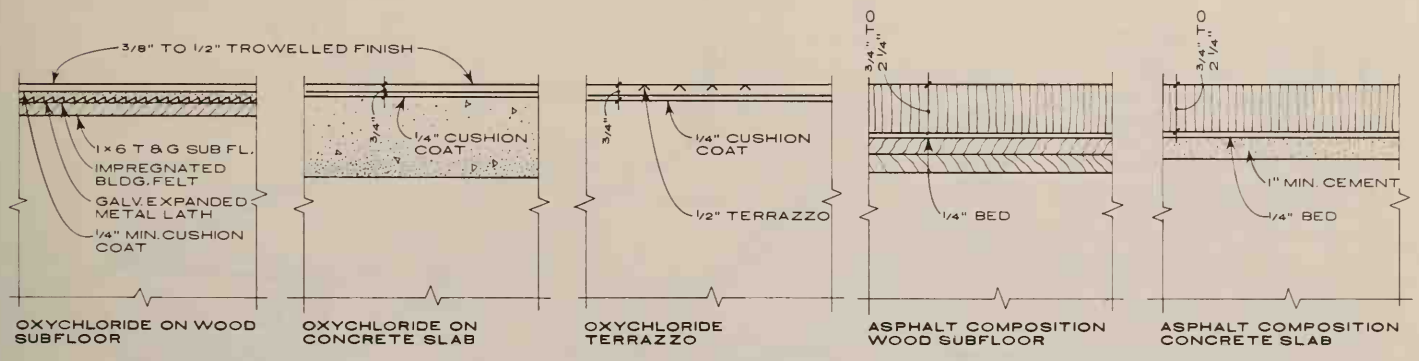 3/8" TO 1/2" TROWELLED FINISH
1 x 6 T & G SUB FL.
IMPREGNATED
BLDG. FELT
GALV. EXPANDED
METAL LATH
1/4" MIN. CUSHION
COAT
OXYCHLORIDE ON WOOD
SUBFLOOR
3/4"
1/4" CUSHION
COAT
OXYCHLORIDE ON
CONCRETE SLAB
3/4"
1/4" CUSHION
COAT
1/2" TERRAZZO
OXYCHLORIDE
TERRAZZO
3/4" TO
2 1/4"
1/4" BED
ASPHALT COMPOSITION
WOOD SUBFLOOR
3/4" TO
2 1/4"
1" MIN. CEMENT
1/4" BED
ASPHALT COMPOSITION
CONCRETE SLAB